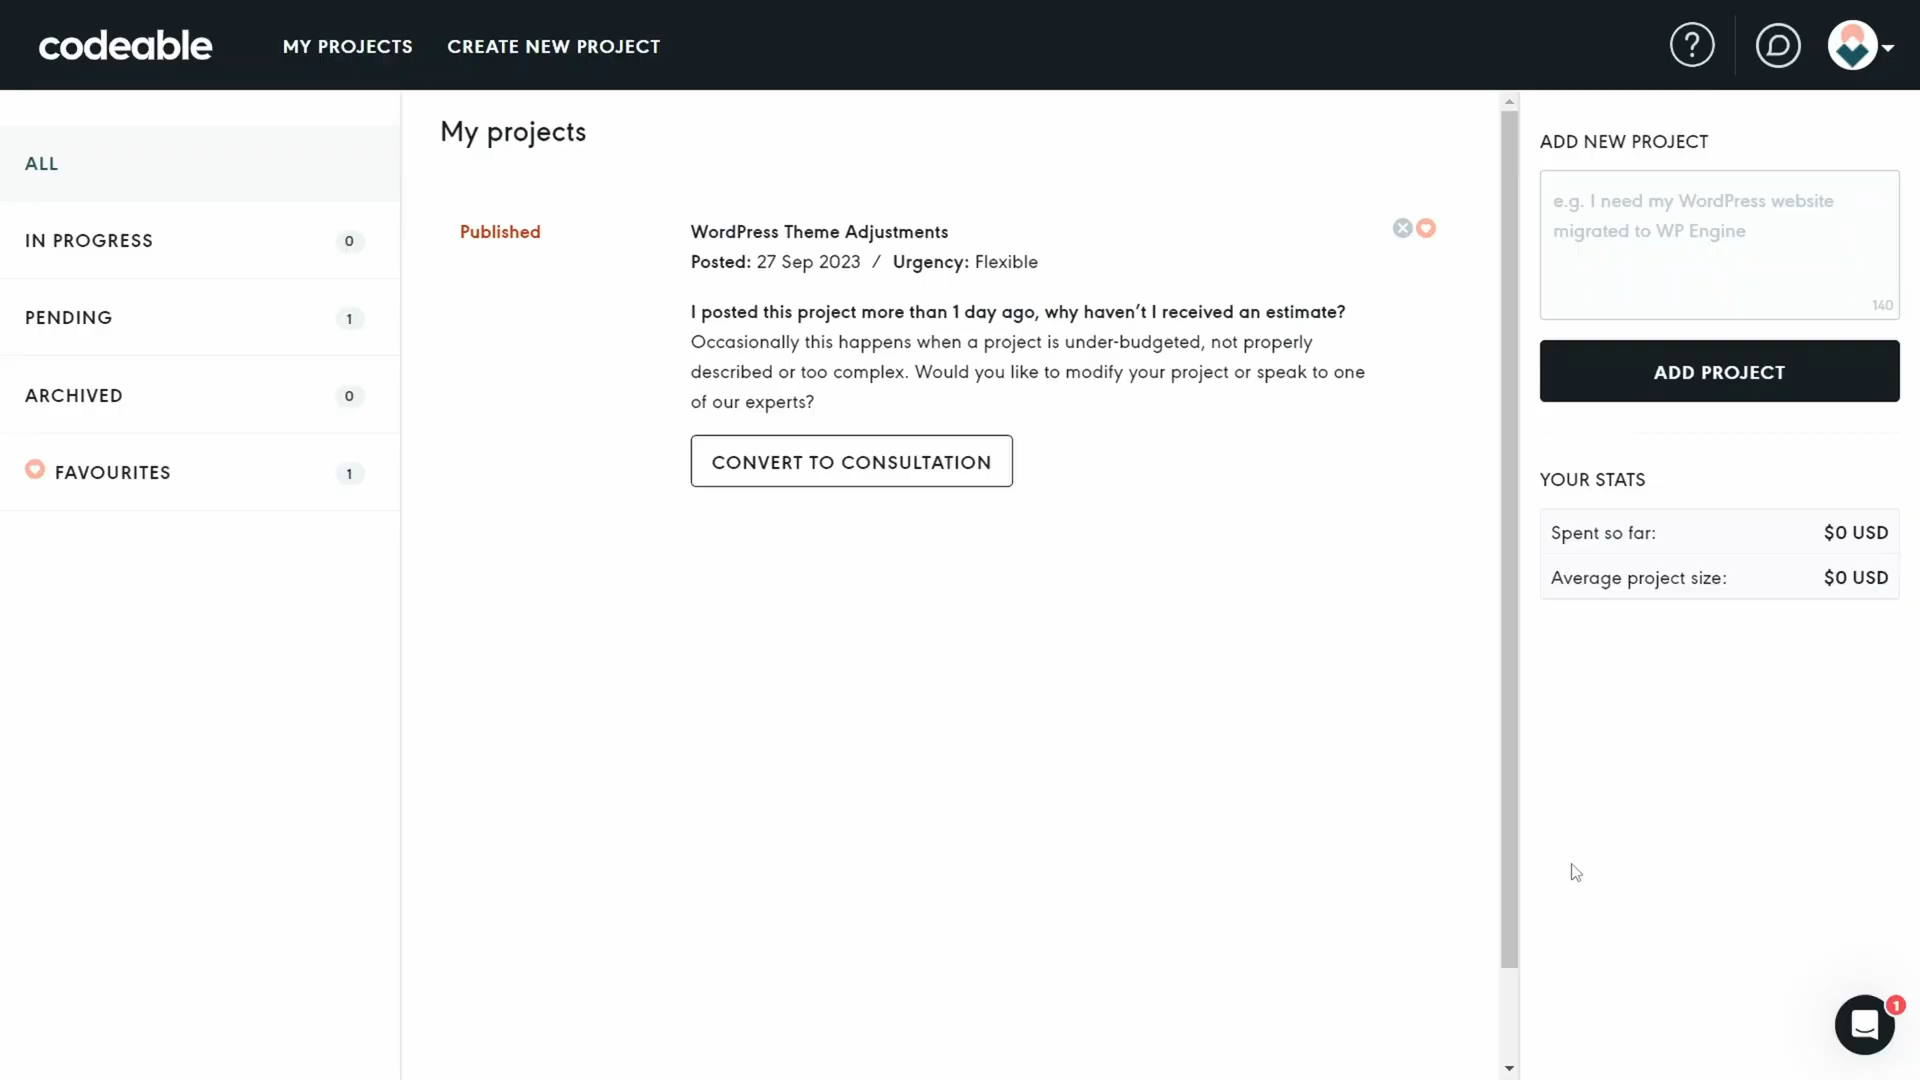 codeable
MY PROJECTS
CREATE NEW PROJECT
?
ALL
IN PROGRESS 0
PENDING 1
ARCHIVED 0
FAVOURITES 1
My projects
Published
WordPress Theme Adjustments
Posted: 27 Sep 2023 / Urgency: Flexible
I posted this project more than 1 day ago, why haven’t I received an estimate?
Occasionally this happens when a project is under-budgeted, not properly
described or too complex. Would you like to modify your project or speak to one
of our experts?
CONVERT TO CONSULTATION
ADD NEW PROJECT
e.g. I need my WordPress website
migrated to WP Engine
140
ADD PROJECT
YOUR STATS
Spent so far: $0 USD
Average project size: $0 USD
1